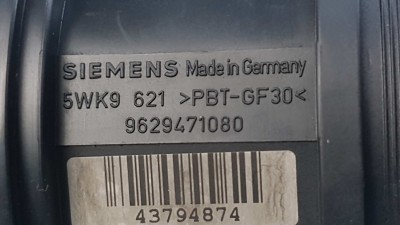 SIEMENS Made in Germany
5WK9 621 >PBT-GF30<
9629471080
43794874